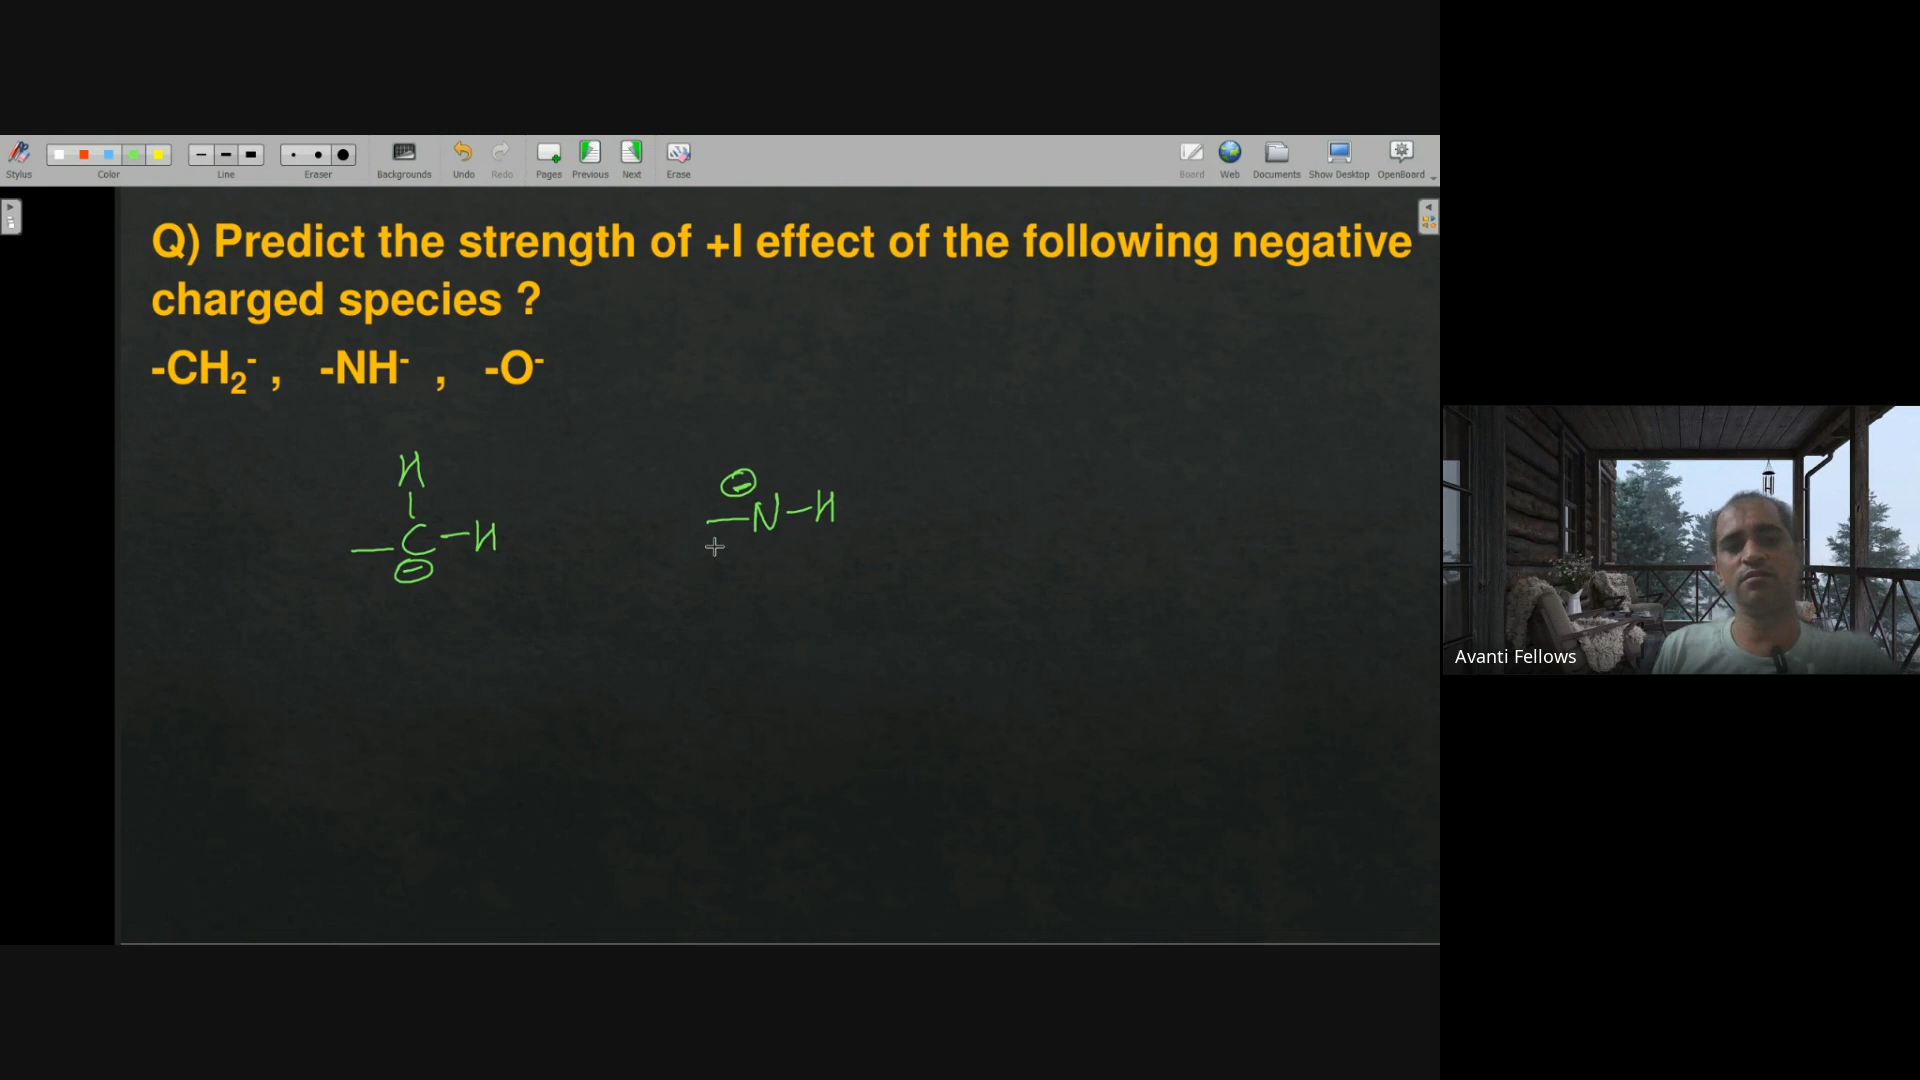 Stylus Color Line Eraser Backgrounds Undo Redo Pages Previous Next Erase Board Web Documents Show Desktop OpenBoard
Q) Predict the strength of +I effect of the following negative
charged species ?
-CH₂⁻ , -NH⁻ , -O⁻
H
C-H
⊖
⊖
-N-H
Avanti Fellows